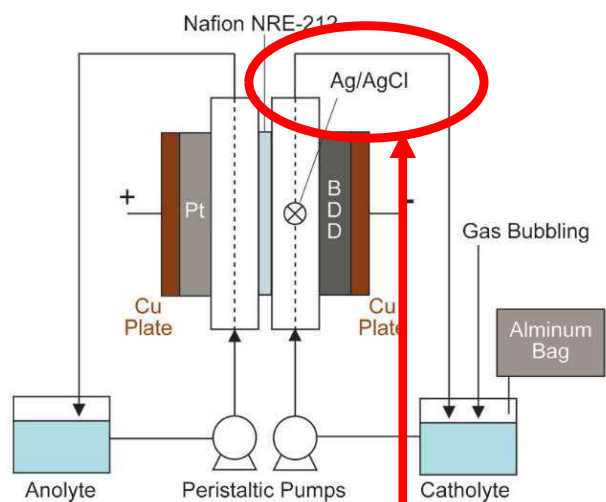 Nafion NRE-212
Ag/AgCl
+
Pt
B
D
D
-
Gas Bubbling
Cu
Plate
Cu
Plate
Alminum
Bag
Anolyte
Peristaltic Pumps
Catholyte